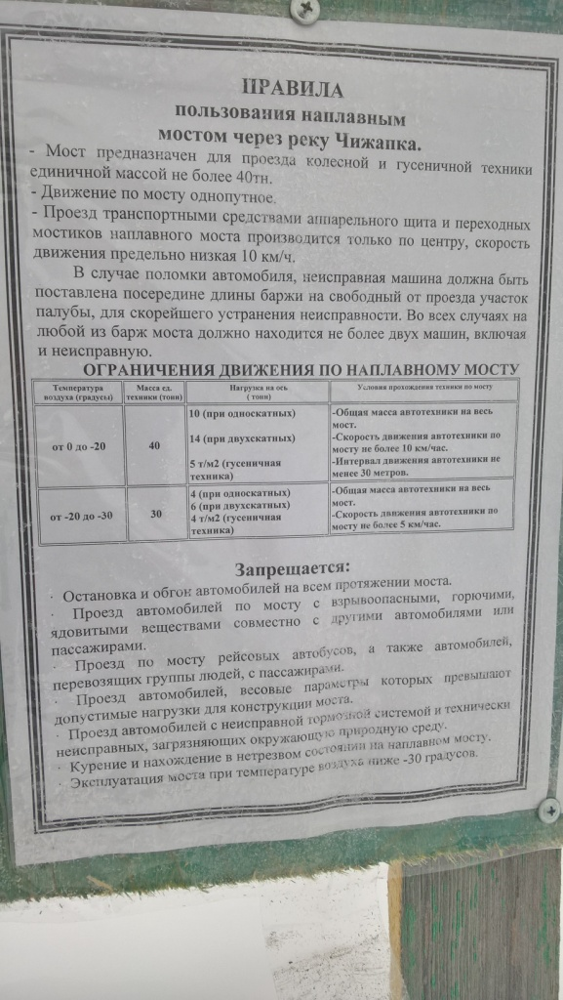 ПРАВИЛА
пользования наплавным
мостом через реку Чижапка.
- Мост предназначен для проезда колесной и гусеничной техники
единичной массой не более 40тн.
- Движение по мосту однопутное.
- Проезд транспортными средствами аппарельного щита и переходных
мостиков наплавного моста производится только по центру, скорость
движения предельно низкая 10 км/ч.
В случае поломки автомобиля, неисправная машина должна быть
поставлена посередине длины баржи на свободный от проезда участок
палубы, для скорейшего устранения неисправности. Во всех случаях на
любой из барж моста должно находится не более двух машин, включая
и неисправную.
ОГРАНИЧЕНИЯ ДВИЖЕНИЯ ПО НАПЛАВНОМУ МОСТУ
Температура воздуха (градусы)
Масса ед. техники (тонн)
Нагрузка на ось ( тонн)
Условия прохождения техники по мосту
от 0 до -20
40
10 (при односкатных)
14 (при двухскатных)
5 т/м2 (гусеничная
техника)
-Общая масса автотехники на весь
мост.
-Скорость движения автотехники по
мосту не более 10 км/час.
-Интервал движения автотехники не
менее 30 метров.
от -20 до -30
30
4 (при односкатных)
6 (при двухскатных)
4 т/м2 (гусеничная
техника)
-Общая масса автотехники на весь
мост.
-Скорость движения автотехники по
мосту не более 5 км/час.
Запрещается:
· Остановка и обгон автомобилей на всем протяжении моста.
· Проезд автомобилей по мосту с взрывоопасными, горючими,
ядовитыми веществами совместно с другими автомобилями или
пассажирами.
· Проезд по мосту рейсовых автобусов, а также автомобилей,
перевозящих группы людей, с пассажирами.
· Проезд автомобилей, весовые параметры которых превышают
допустимые нагрузки для конструкции моста.
· Проезд автомобилей с неисправной тормозной системой и технически
неисправных, загрязняющих окружающую природную среду.
· Курение и нахождение в нетрезвом состоянии на наплавном мосту.
· Эксплуатация моста при температуре воздуха ниже -30 градусов.